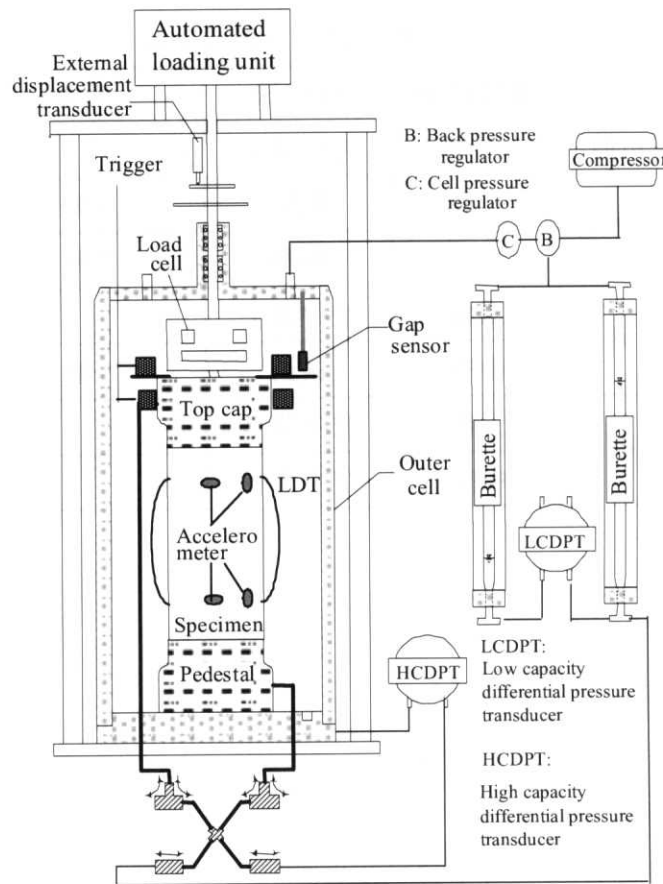 Automated
loading unit
External
displacement
transducer
Trigger
B: Back pressure
regulator
C: Cell pressure
regulator
Compressor
C
B
Load
cell
Gap
sensor
Top cap
Burette
Burette
LDT
Outer
cell
LCDPT
Accelero
meter
Specimen
Pedestal
HCDPT
LCDPT:
Low capacity
differential pressure
transducer
HCDPT:
High capacity
differential pressure
transducer